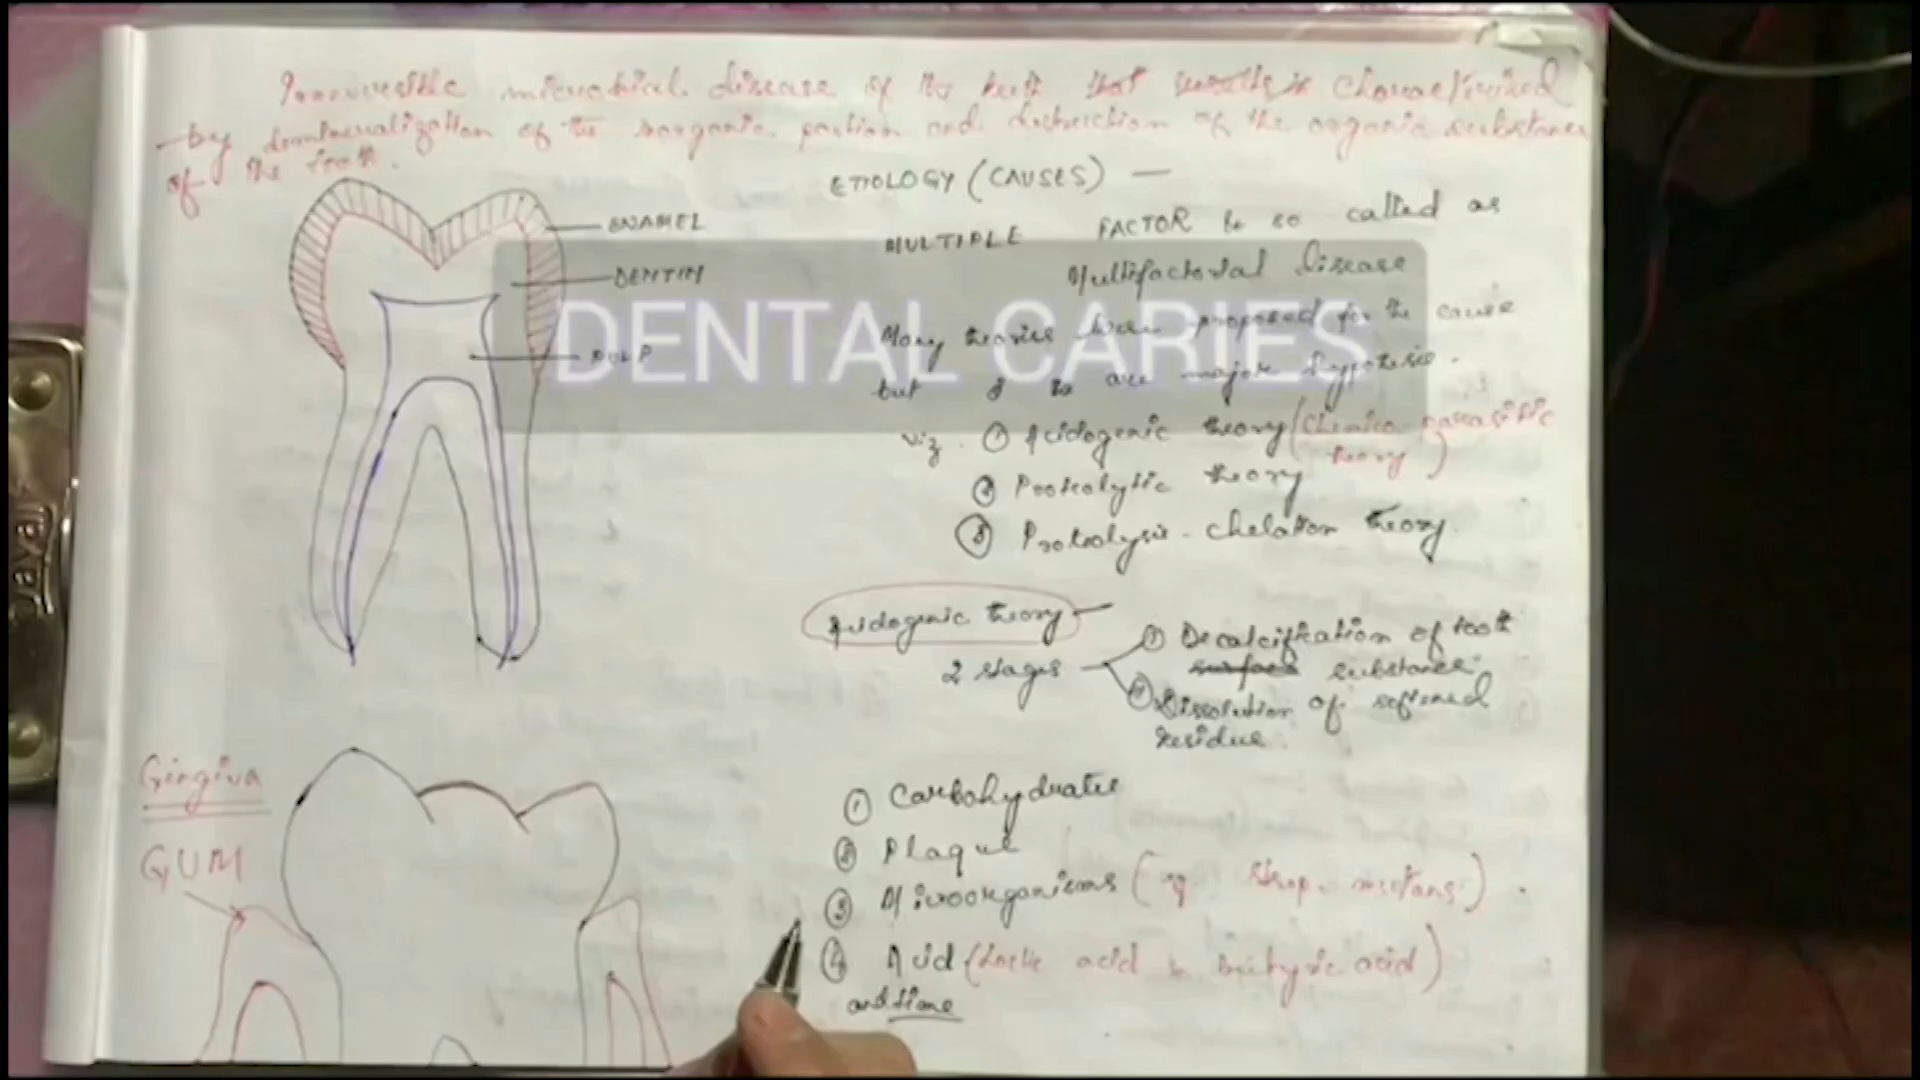 Irreversible microbial disease of the teeth that results is characterized
by demineralization of the inorganic portion and destruction of the organic substance
of the tooth.
ETIOLOGY (CAUSES) —
MULTIPLE FACTOR & so called as
Multifactorial disease
ENAMEL
DENTIN
PULP
DENTAL CARIES
Many theories been proposed for the cause
but 3 are major hypothesis.
viz. ① Acidogenic theory (Chemico parasitic
theory)
② Proteolytic theory
③ Proteolysis - chelation theory.
Acidogenic theory —
2 stages
① Decalcification of tooth
surface substance.
② Dissolution of softened
residue.
Gingiva
GUM
① Carbohydrates
② Plaque
③ Microorganisms (eg. Strep. mutans)
④ Acid (Lactic acid & Butyric acid)
and time